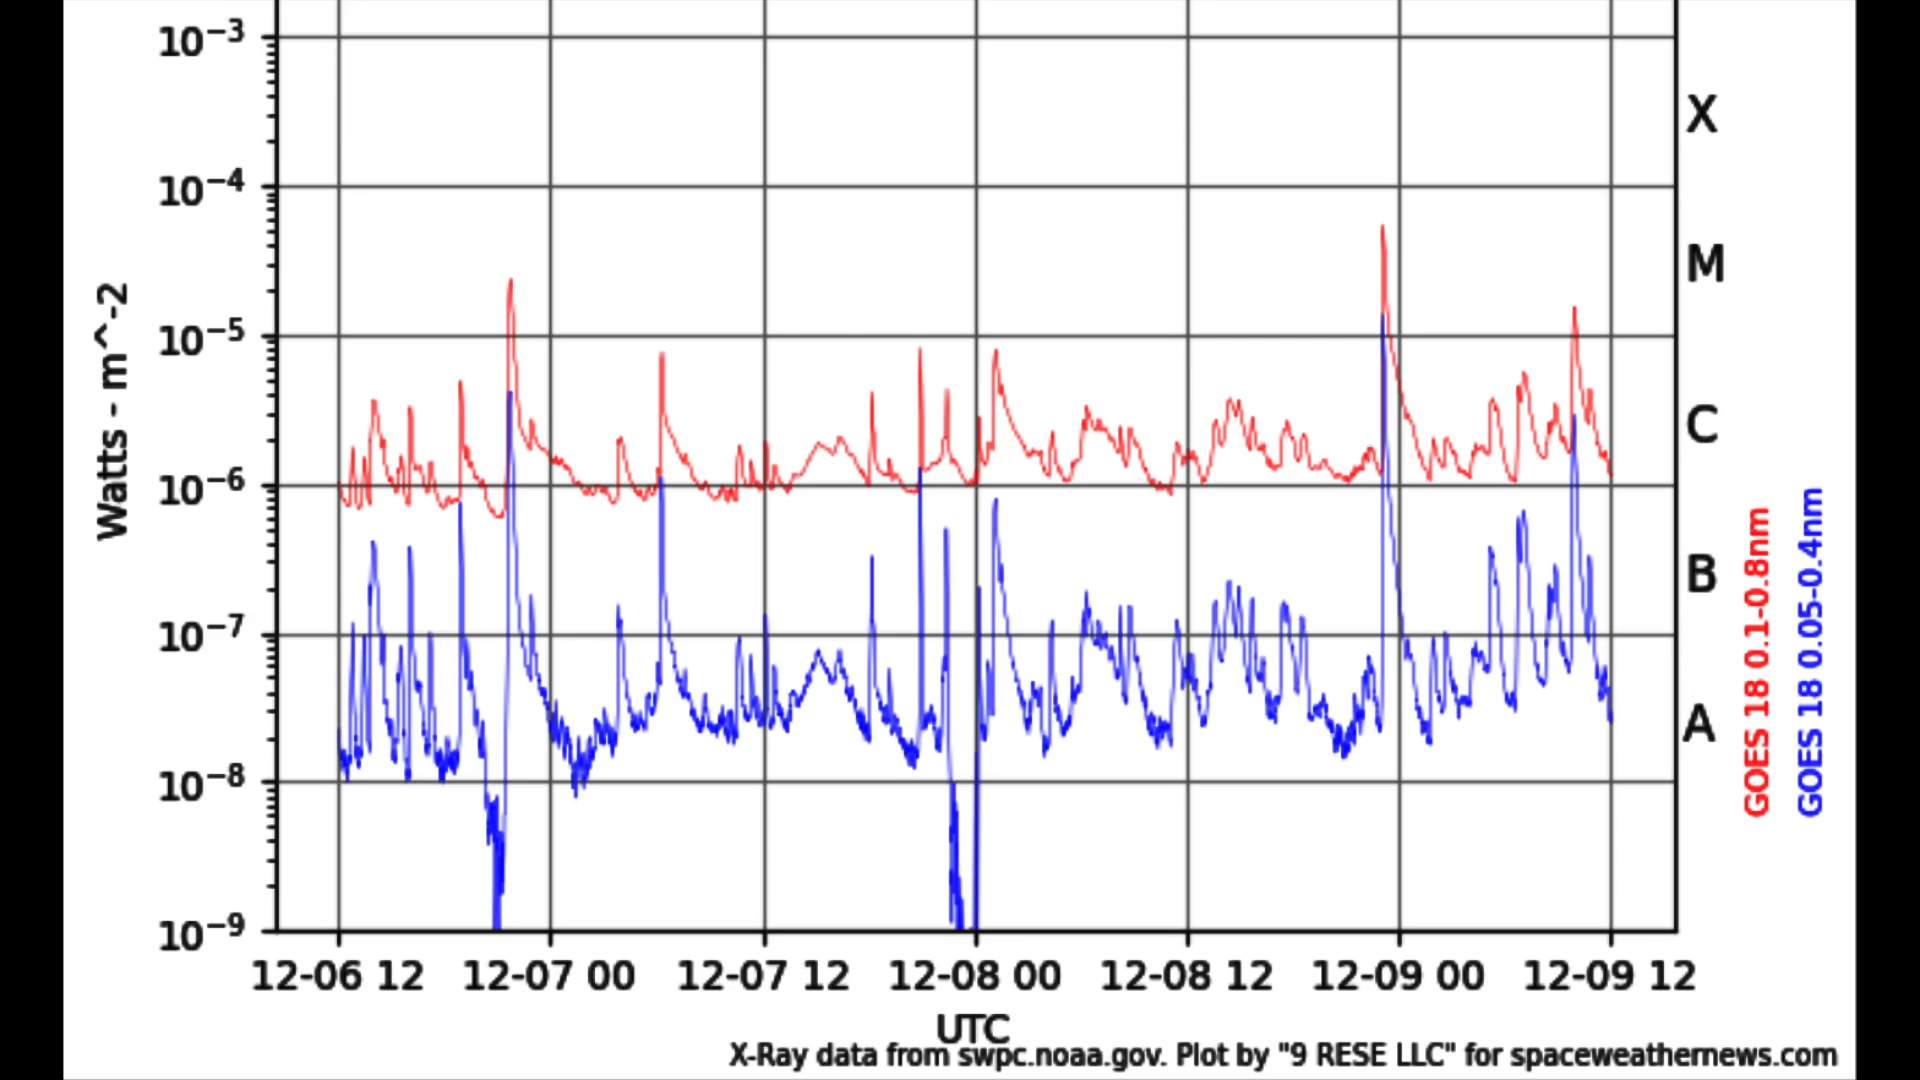 10⁻³
10⁻⁴
10⁻⁵
10⁻⁶
10⁻⁷
10⁻⁸
10⁻⁹
Watts - m^-2
X
M
C
B
A
GOES 18 0.1-0.8nm
GOES 18 0.05-0.4nm
12-06 12 12-07 00 12-07 12 12-08 00 12-08 12 12-09 00 12-09 12
UTC
X-Ray data from swpc.noaa.gov. Plot by "9 RESE LLC" for spaceweathernews.com